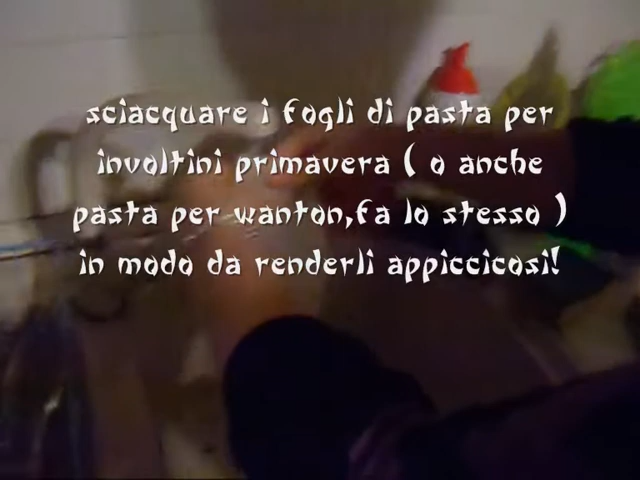 sciacquare i fogli di pasta per
involtini primavera ( o anche
pasta per wanton,fa lo stesso )
in modo da renderli appiccicosi!